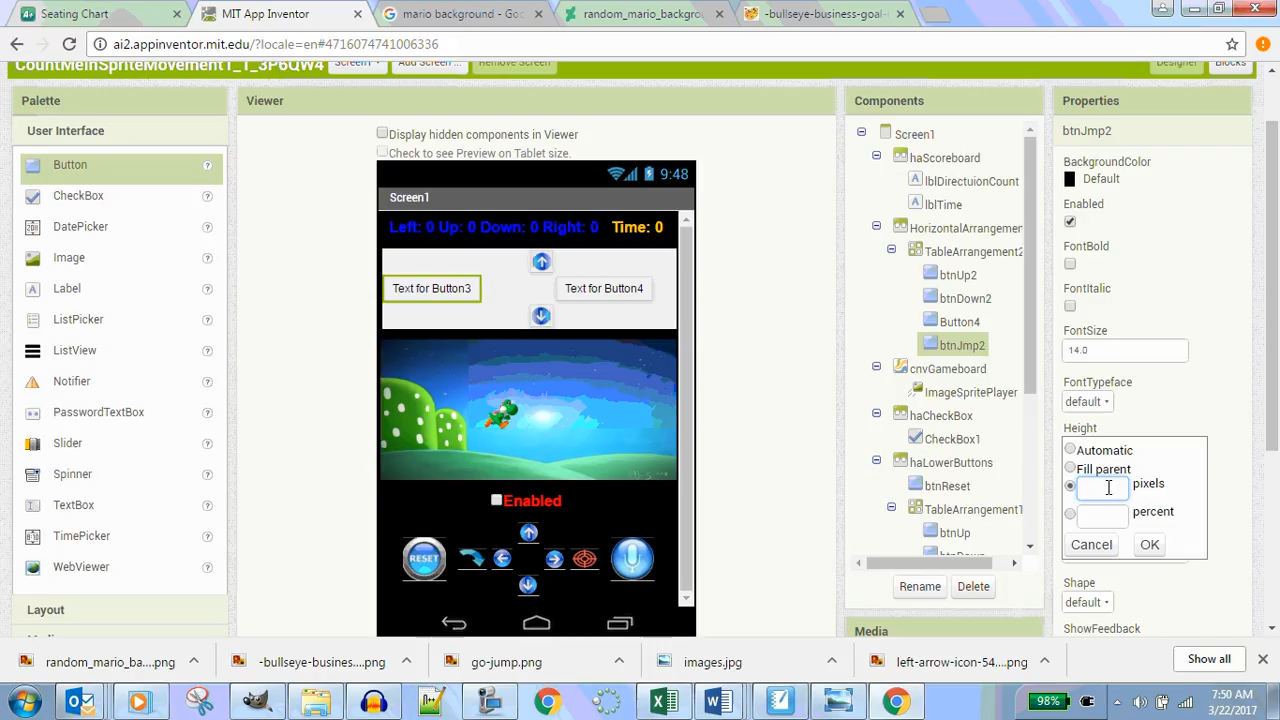 Seating Chart
MIT App Inventor
mario background - Goo
random_mario_backgrou
-bullseye-business-goal-
ai2.appinventor.mit.edu/?locale=en#4716074741006336
CountMeInSpriteMovement1_1_3P6QW4
Screen1
Add Screen ...
Remove Screen
Designer
Blocks
Palette
Viewer
Components
Properties
User Interface
Button
CheckBox
DatePicker
Image
Label
ListPicker
ListView
Notifier
PasswordTextBox
Slider
Spinner
TextBox
TimePicker
WebViewer
Layout
Display hidden components in Viewer
Check to see Preview on Tablet size.
9:48
Screen1
Left: 0 Up: 0 Down: 0 Right: 0 Time: 0
Text for Button3
Text for Button4
Enabled
RESET
Screen1
haScoreboard
lblDirectuionCount
lblTime
HorizontalArrangemer
TableArrangement2
btnUp2
btnDown2
Button4
btnJmp2
cnvGameboard
ImageSpritePlayer
haCheckBox
CheckBox1
haLowerButtons
btnReset
TableArrangement1
btnUp
btnDown
Rename
Delete
Media
btnJmp2
BackgroundColor
Default
Enabled
FontBold
FontItalic
FontSize
14.0
FontTypeface
default
Height
Automatic
Fill parent
pixels
percent
Cancel
OK
Shape
default
ShowFeedback
random_mario_ba....png
-bullseye-busines....png
go-jump.png
images.jpg
left-arrow-icon-54....png
Show all
98%
7:50 AM
3/22/2017